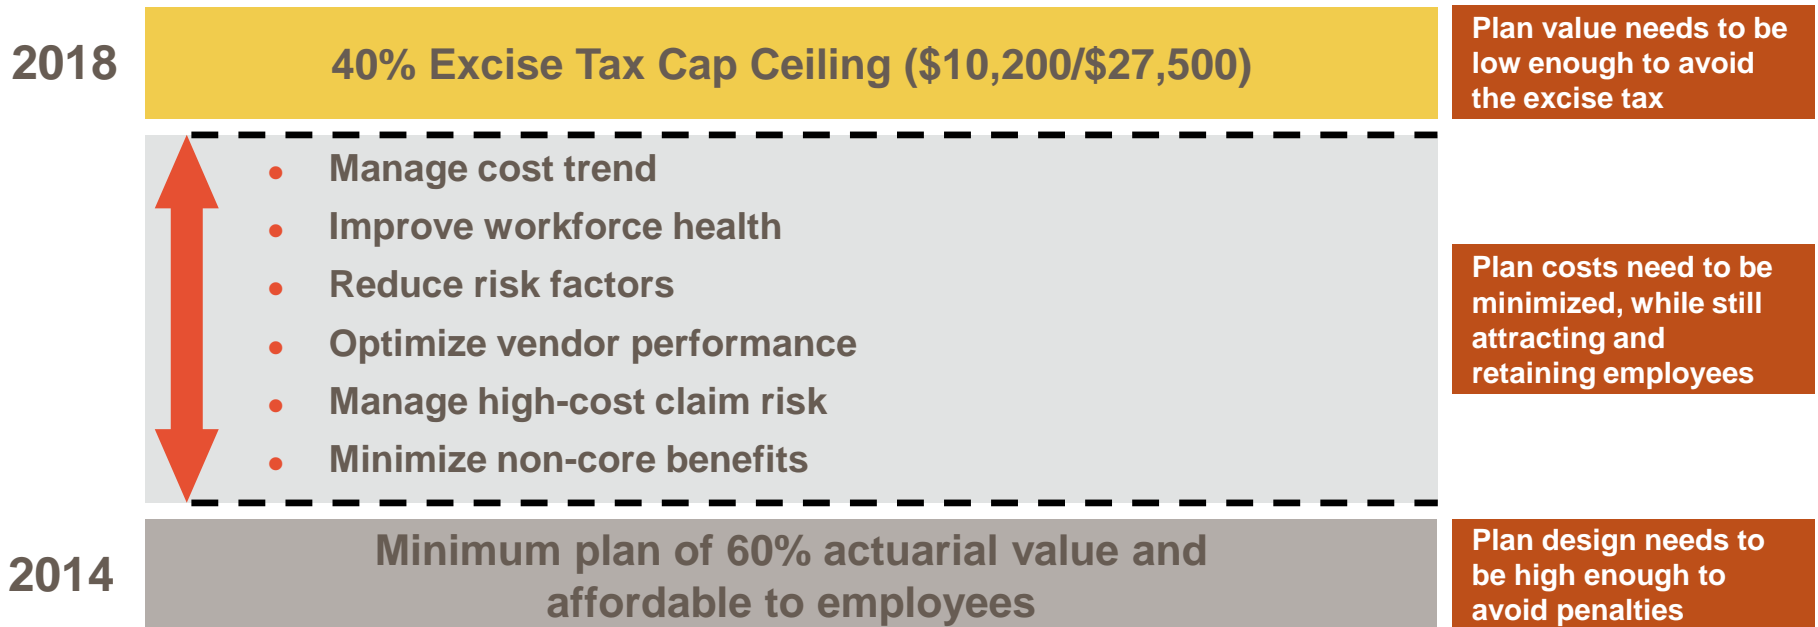 2018
40% Excise Tax Cap Ceiling ($10,200/$27,500)
Plan value needs to be
low enough to avoid
the excise tax
• Manage cost trend
• Improve workforce health
• Reduce risk factors
• Optimize vendor performance
• Manage high-cost claim risk
• Minimize non-core benefits
Plan costs need to be
minimized, while still
attracting and
retaining employees
2014
Minimum plan of 60% actuarial value and
affordable to employees
Plan design needs to
be high enough to
avoid penalties